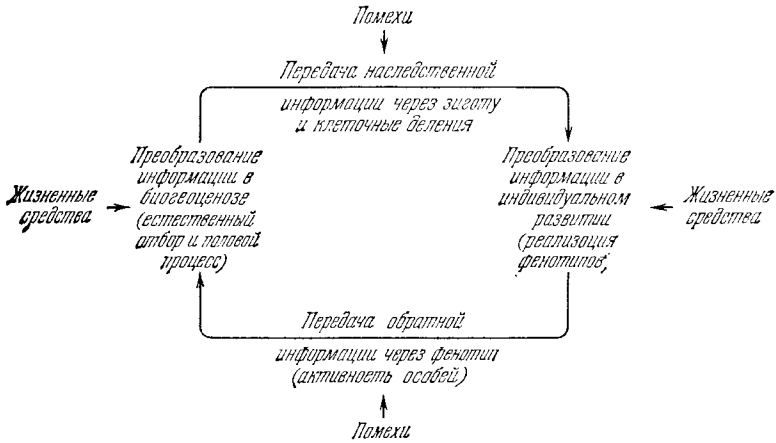 Помехи
Передача наследственной
информации через зиготу
и клеточные деления
Преобразование
информации в
биогеоценозе
(естественный
отбор и половой
процесс)
Жизненные
средства
Преобразование
информации в
индивидуальном
развитии
(реализация
фенотипов,
Жизненные
средства
Передача обратной
информации через фенотип
(активность особей)
Помехи